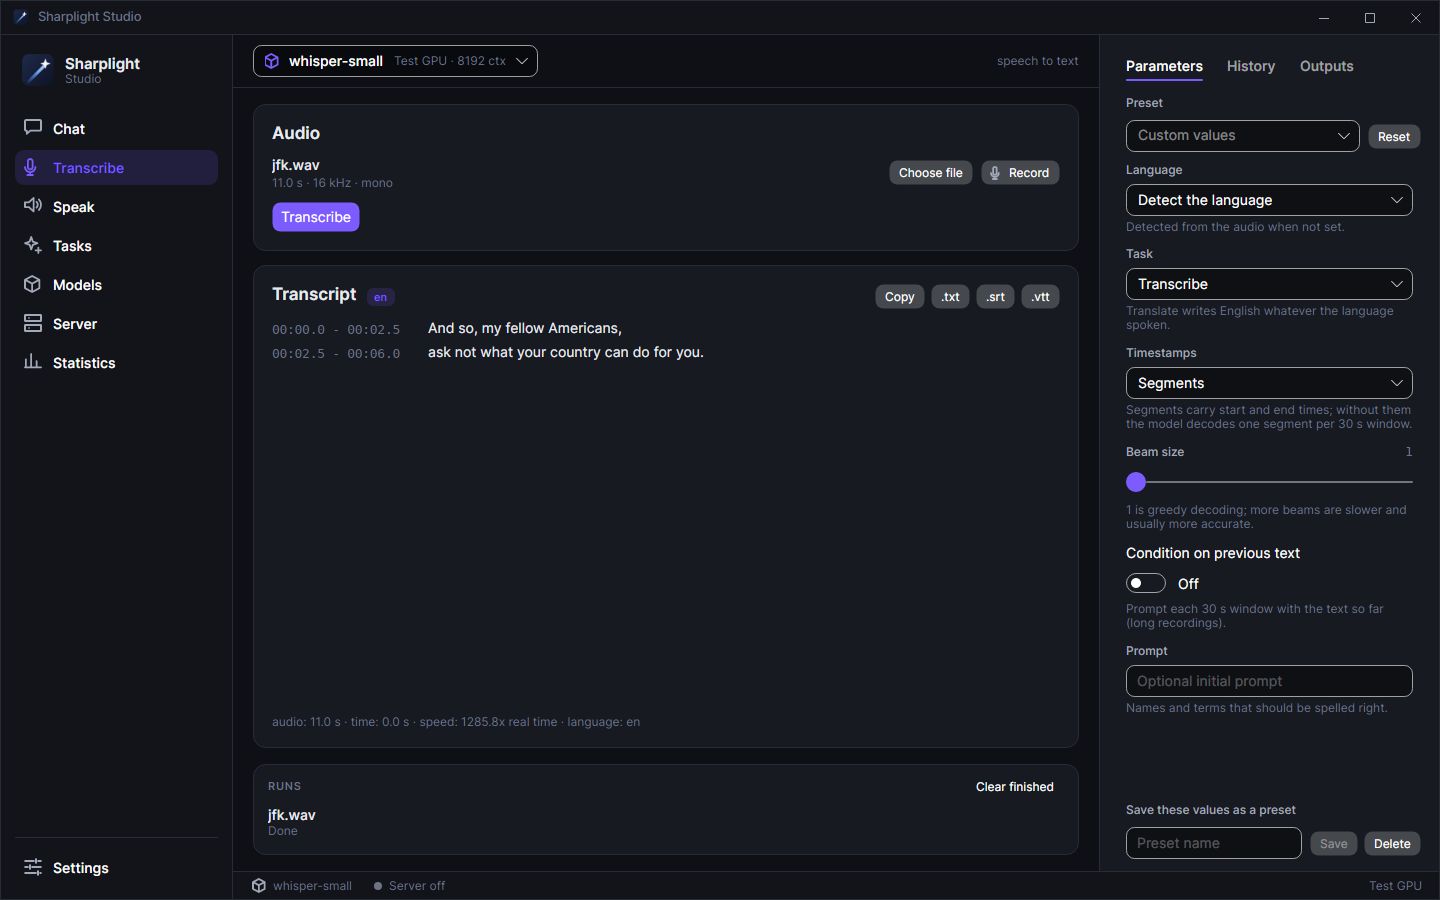 Sharplight Studio
Sharplight
Studio
Chat
Transcribe
Speak
Tasks
Models
Server
Statistics
Settings
whisper-small Test GPU · 8192 ctx
speech to text
Audio
jfk.wav
11.0 s · 16 kHz · mono
Choose file
Record
Transcribe
Transcript en
Copy .txt .srt .vtt
00:00.0 - 00:02.5 And so, my fellow Americans,
00:02.5 - 00:06.0 ask not what your country can do for you.
audio: 11.0 s · time: 0.0 s · speed: 1285.8x real time · language: en
RUNS
Clear finished
jfk.wav
Done
Parameters History Outputs
Preset
Custom values
Reset
Language
Detect the language
Detected from the audio when not set.
Task
Transcribe
Translate writes English whatever the language
spoken.
Timestamps
Segments
Segments carry start and end times; without them
the model decodes one segment per 30 s window.
Beam size 1
1 is greedy decoding; more beams are slower and
usually more accurate.
Condition on previous text
Off
Prompt each 30 s window with the text so far
(long recordings).
Prompt
Optional initial prompt
Names and terms that should be spelled right.
Save these values as a preset
Preset name
Save
Delete
whisper-small
Server off
Test GPU